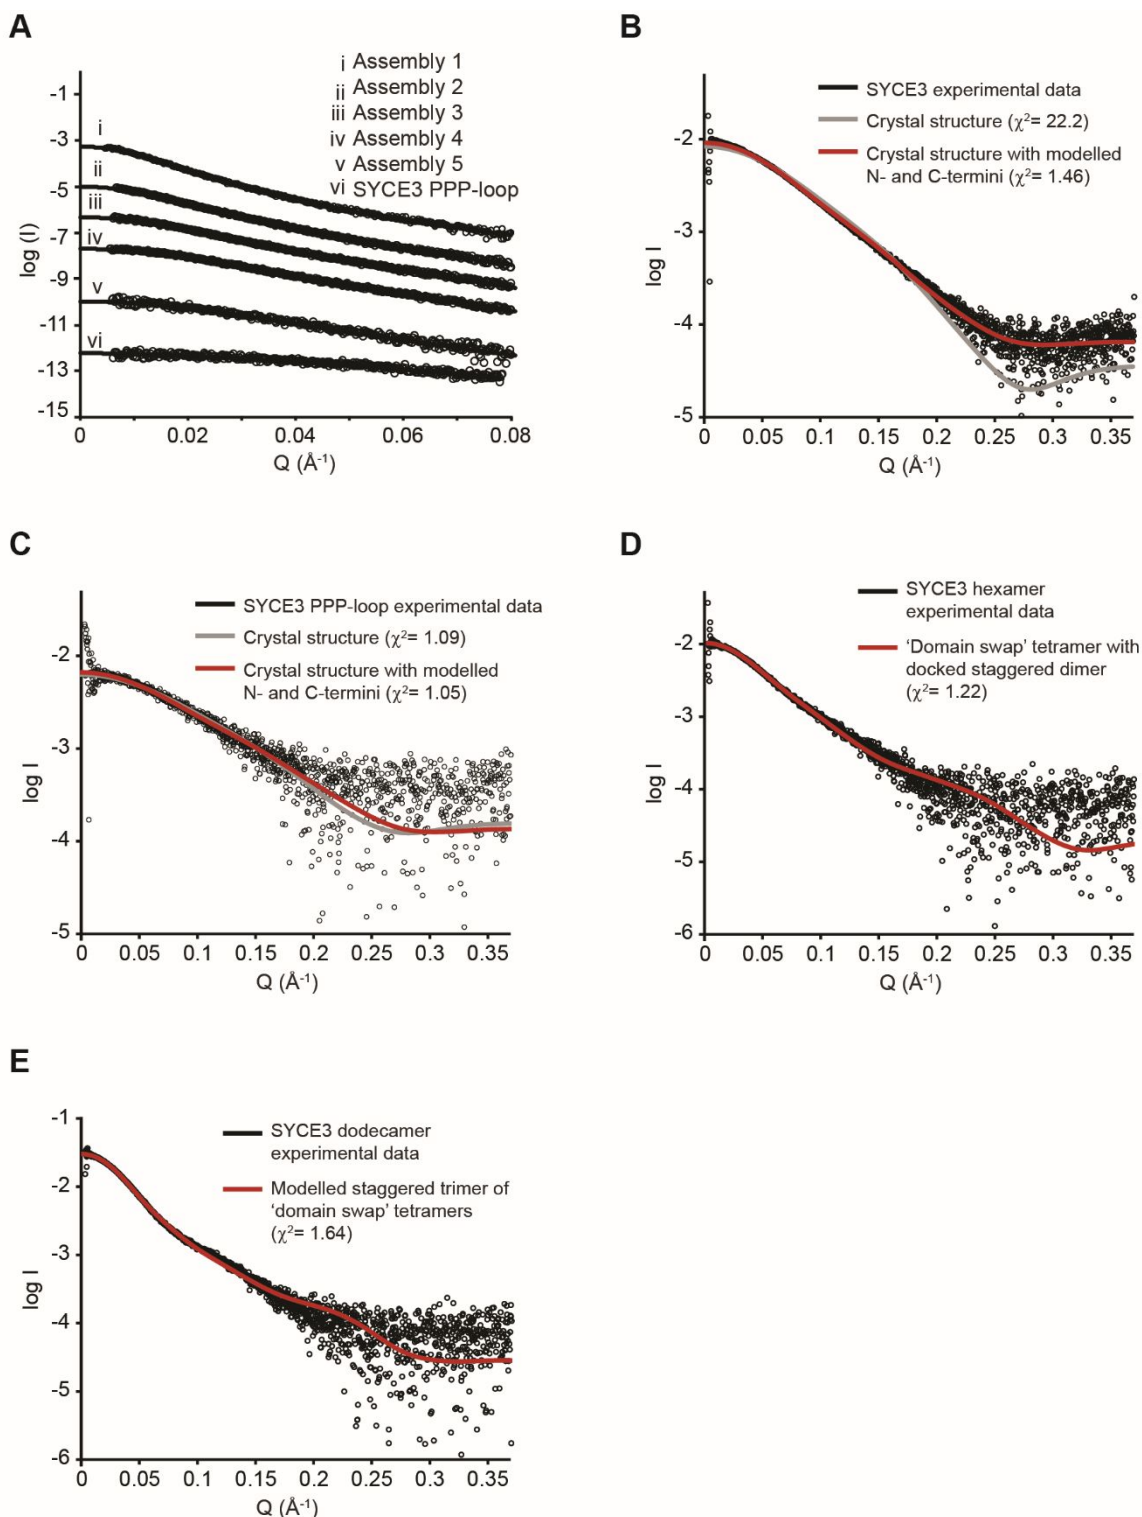 A
i Assembly 1
ii Assembly 2
iii Assembly 3
iv Assembly 4
v Assembly 5
vi SYCE3 PPP-loop
-1
-3
-5
-7
-9
-11
-13
-15
i
ii
iii
iv
v
vi
log (I)
0 0.02 0.04 0.06 0.08
Q (Å⁻¹)
B
SYCE3 experimental data
Crystal structure (χ²= 22.2)
Crystal structure with modelled
N- and C-termini (χ²= 1.46)
-2
-3
-4
-5
log I
0 0.05 0.1 0.15 0.2 0.25 0.3 0.35
Q (Å⁻¹)
C
SYCE3 PPP-loop experimental data
Crystal structure (χ²= 1.09)
Crystal structure with modelled
N- and C-termini (χ²= 1.05)
-2
-3
-4
-5
log I
0 0.05 0.1 0.15 0.2 0.25 0.3 0.35
Q (Å⁻¹)
D
SYCE3 hexamer
experimental data
‘Domain swap’ tetramer with
docked staggered dimer
(χ²= 1.22)
-2
-3
-4
-5
-6
log I
0 0.05 0.1 0.15 0.2 0.25 0.3 0.35
Q (Å⁻¹)
E
SYCE3 dodecamer
experimental data
Modelled staggered trimer of
‘domain swap’ tetramers
(χ²= 1.64)
-1
-2
-3
-4
-5
-6
log I
0 0.05 0.1 0.15 0.2 0.25 0.3 0.35
Q (Å⁻¹)